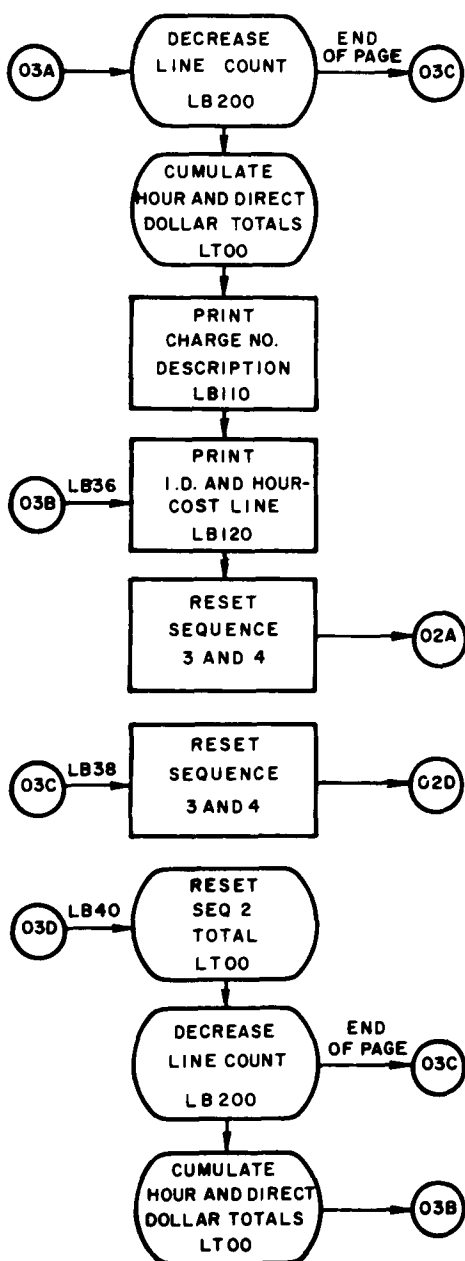 03A
DECREASE
LINE COUNT
LB200
END
OF PAGE
03C
CUMULATE
HOUR AND DIRECT
DOLLAR TOTALS
LT00
PRINT
CHARGE NO.
DESCRIPTION
LB110
03B
LB36
PRINT
I.D. AND HOUR-
COST LINE
LB120
RESET
SEQUENCE
3 AND 4
02A
03C
LB38
RESET
SEQUENCE
3 AND 4
02D
03D
LB40
RESET
SEQ 2
TOTAL
LT00
DECREASE
LINE COUNT
LB200
END
OF PAGE
03C
CUMULATE
HOUR AND DIRECT
DOLLAR TOTALS
LT00
03B